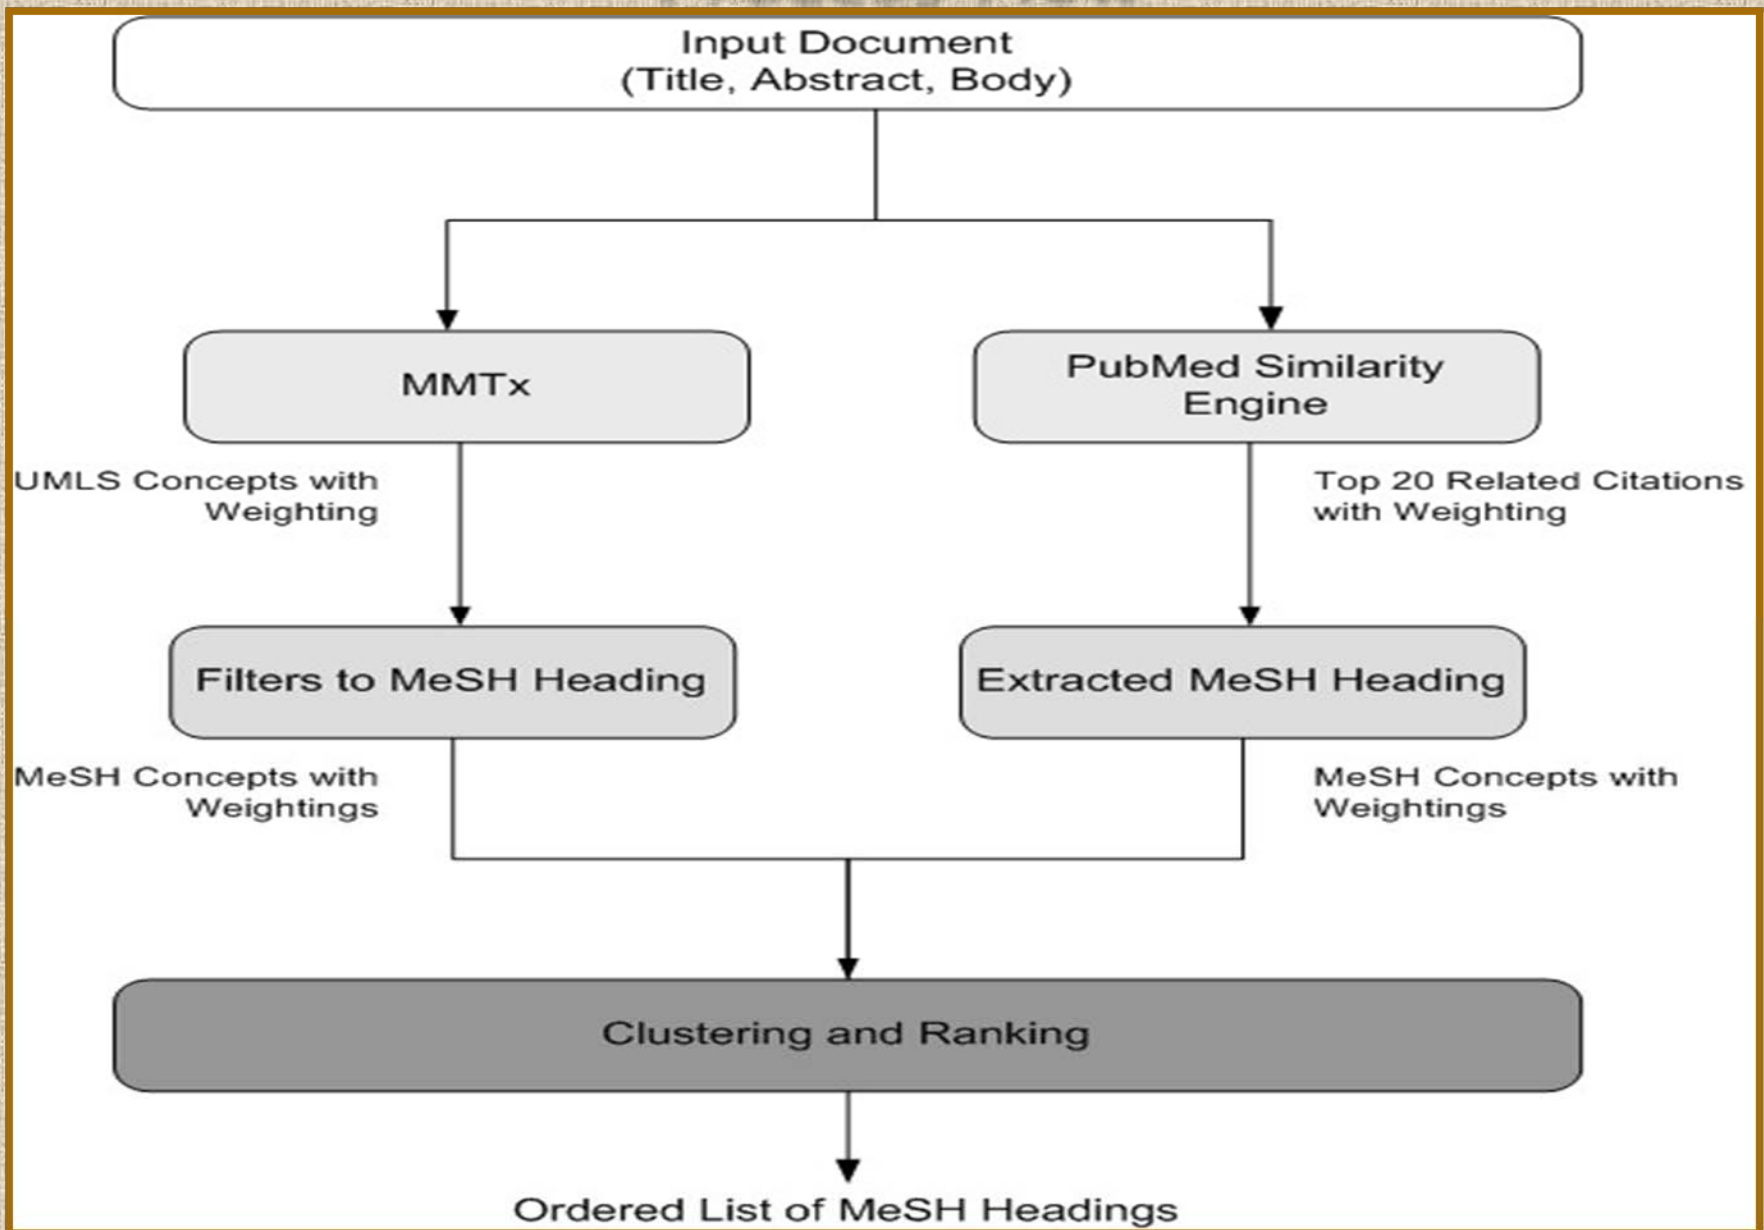 Input Document
(Title, Abstract, Body)
MMTx
PubMed Similarity
Engine
UMLS Concepts with
Weighting
Top 20 Related Citations
with Weighting
Filters to MeSH Heading
Extracted MeSH Heading
MeSH Concepts with
Weightings
MeSH Concepts with
Weightings
Clustering and Ranking
Ordered List of MeSH Headings